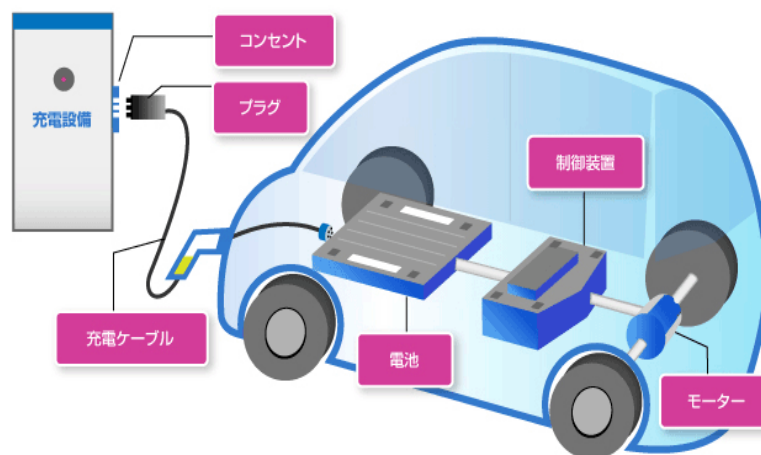 コンセント
プラグ
充電設備
制御装置
充電ケーブル
電池
モーター